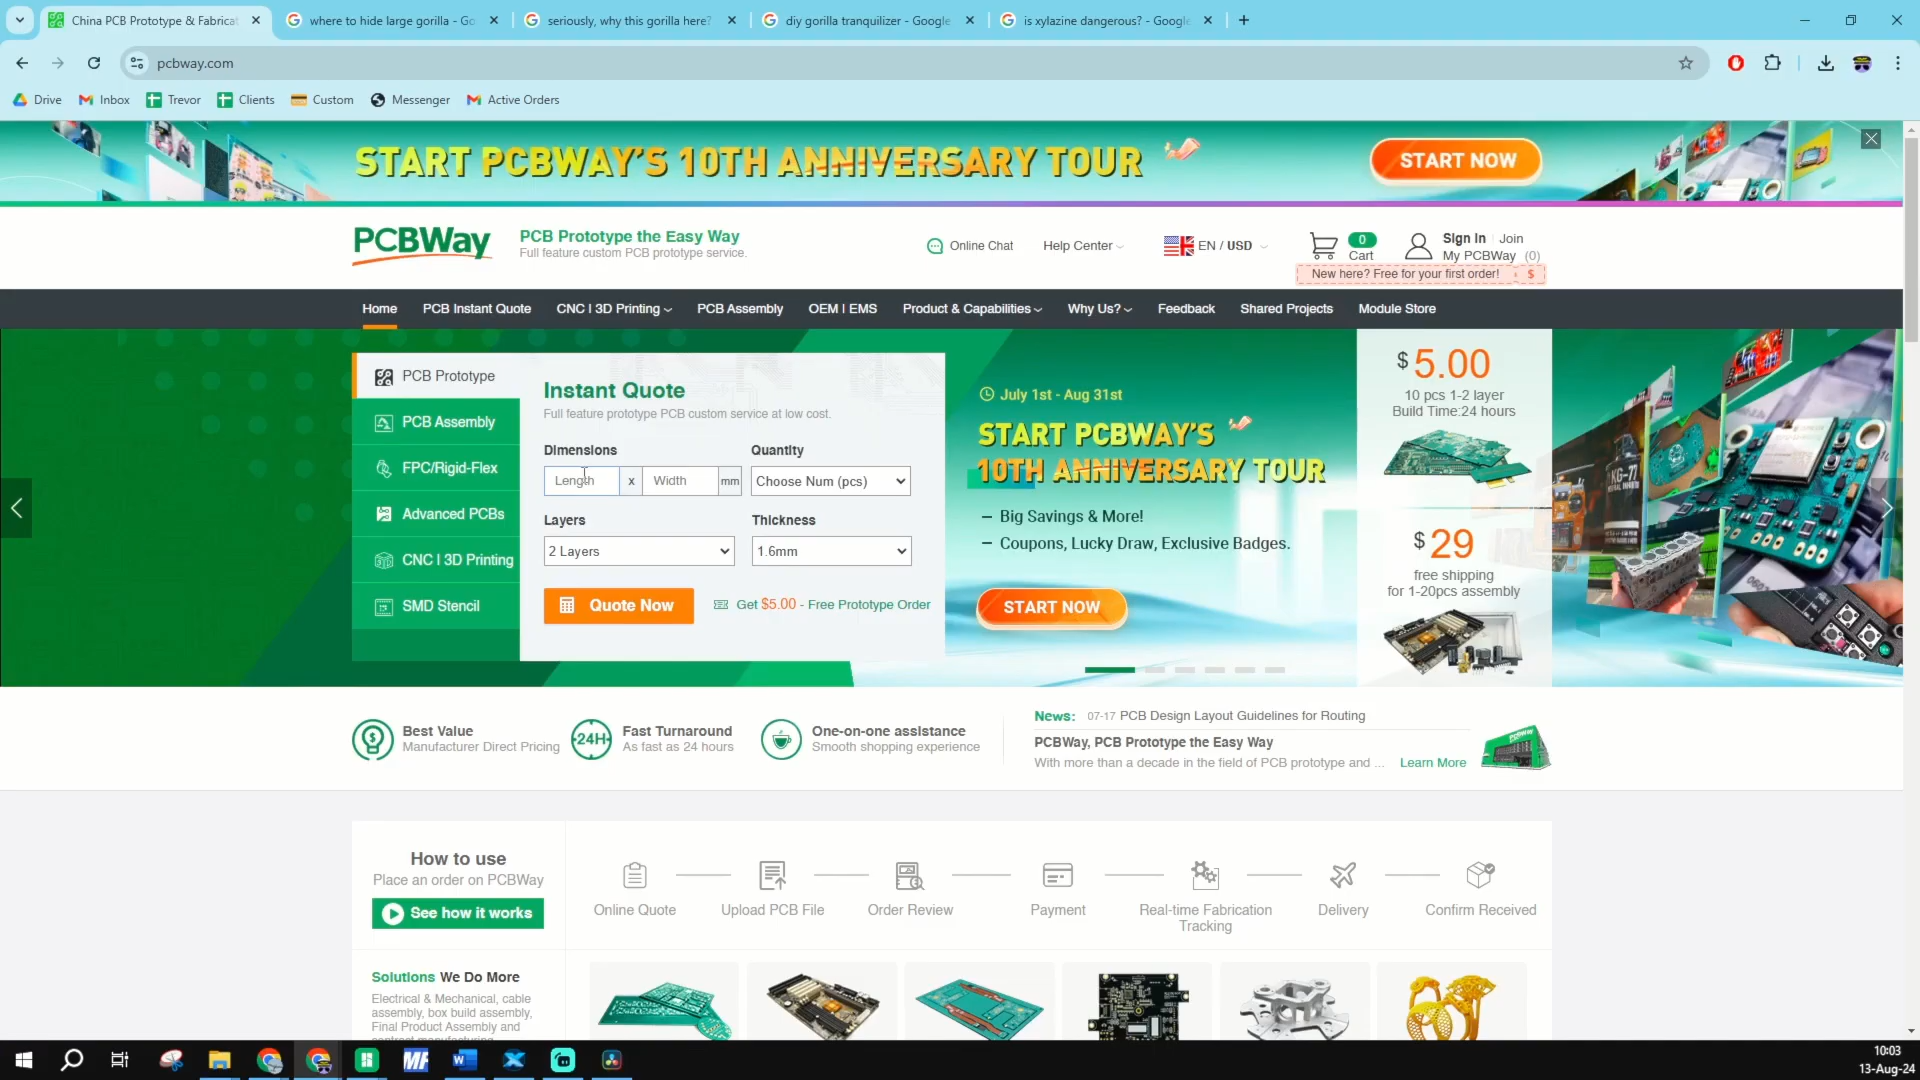 China PCB Prototype & Fabricat
where to hide large gorilla - Go
seriously, why this gorilla here?
diy gorilla tranquilizer - Google
is xylazine dangerous? - Google
pcbway.com
Drive
Inbox
Trevor
Clients
Custom
Messenger
Active Orders
START PCBWAY'S 10TH ANNIVERSARY TOUR
START NOW
PCBWay
PCB Prototype the Easy Way
Full feature custom PCB prototype service.
Online Chat
Help Center
EN / USD
0
Cart
Sign In | Join
My PCBWay (0)
New here? Free for your first order! $
Home
PCB Instant Quote
CNC | 3D Printing
PCB Assembly
OEM | EMS
Product & Capabilities
Why Us?
Feedback
Shared Projects
Module Store
PCB Prototype
PCB Assembly
FPC/Rigid-Flex
Advanced PCBs
CNC | 3D Printing
SMD Stencil
Instant Quote
Full feature prototype PCB custom service at low cost.
Dimensions
Quantity
Length x Width mm
Choose Num (pcs)
Layers
Thickness
2 Layers
1.6mm
Quote Now
Get $5.00 - Free Prototype Order
July 1st - Aug 31st
START PCBWAY'S
10TH ANNIVERSARY TOUR
– Big Savings & More!
– Coupons, Lucky Draw, Exclusive Badges.
START NOW
$ 5.00
10 pcs 1-2 layer
Build Time:24 hours
$ 29
free shipping
for 1-20pcs assembly
KG-77
Best Value
Manufacturer Direct Pricing
24H
Fast Turnaround
As fast as 24 hours
One-on-one assistance
Smooth shopping experience
News: 07-17 PCB Design Layout Guidelines for Routing
PCBWay, PCB Prototype the Easy Way
With more than a decade in the field of PCB prototype and ... Learn More
How to use
Place an order on PCBWay
See how it works
Online Quote
Upload PCB File
Order Review
Payment
Real-time Fabrication
Tracking
Delivery
Confirm Received
Solutions We Do More
Electrical & Mechanical, cable
assembly, box build assembly,
Final Product Assembly and
contract manufacturing
MF
10:03
13-Aug-24